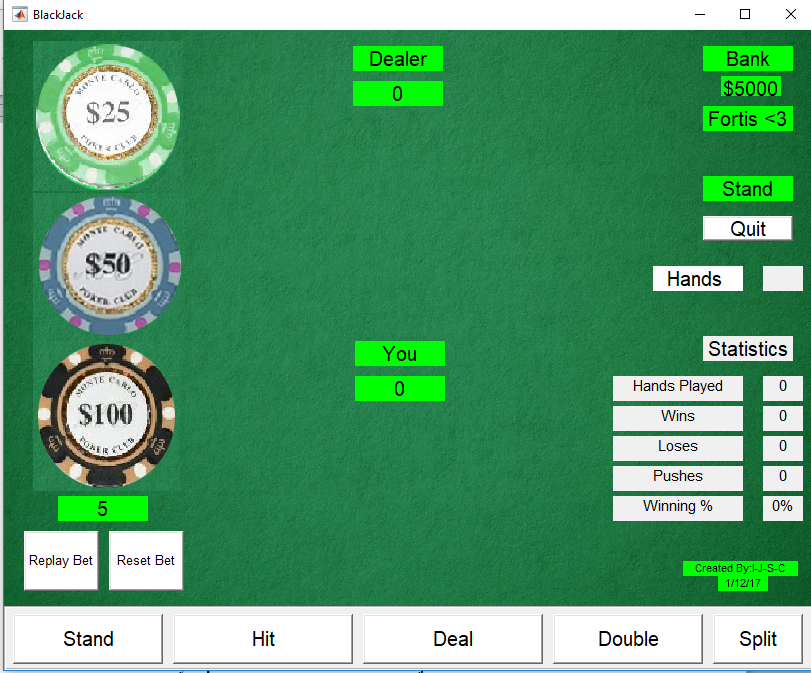 BlackJack
MONTE CARLO
$25
POKER CLUB
MONTE CARLO
$50
POKER CLUB
MONTE CARLO
$100
POKER CLUB
5
Replay Bet
Reset Bet
Dealer
0
You
0
Bank
$5000
Fortis <3
Stand
Quit
Hands
Statistics
Hands Played 0
Wins 0
Loses 0
Pushes 0
Winning % 0%
Created By:I-J-S-C
1/12/17
Stand
Hit
Deal
Double
Split